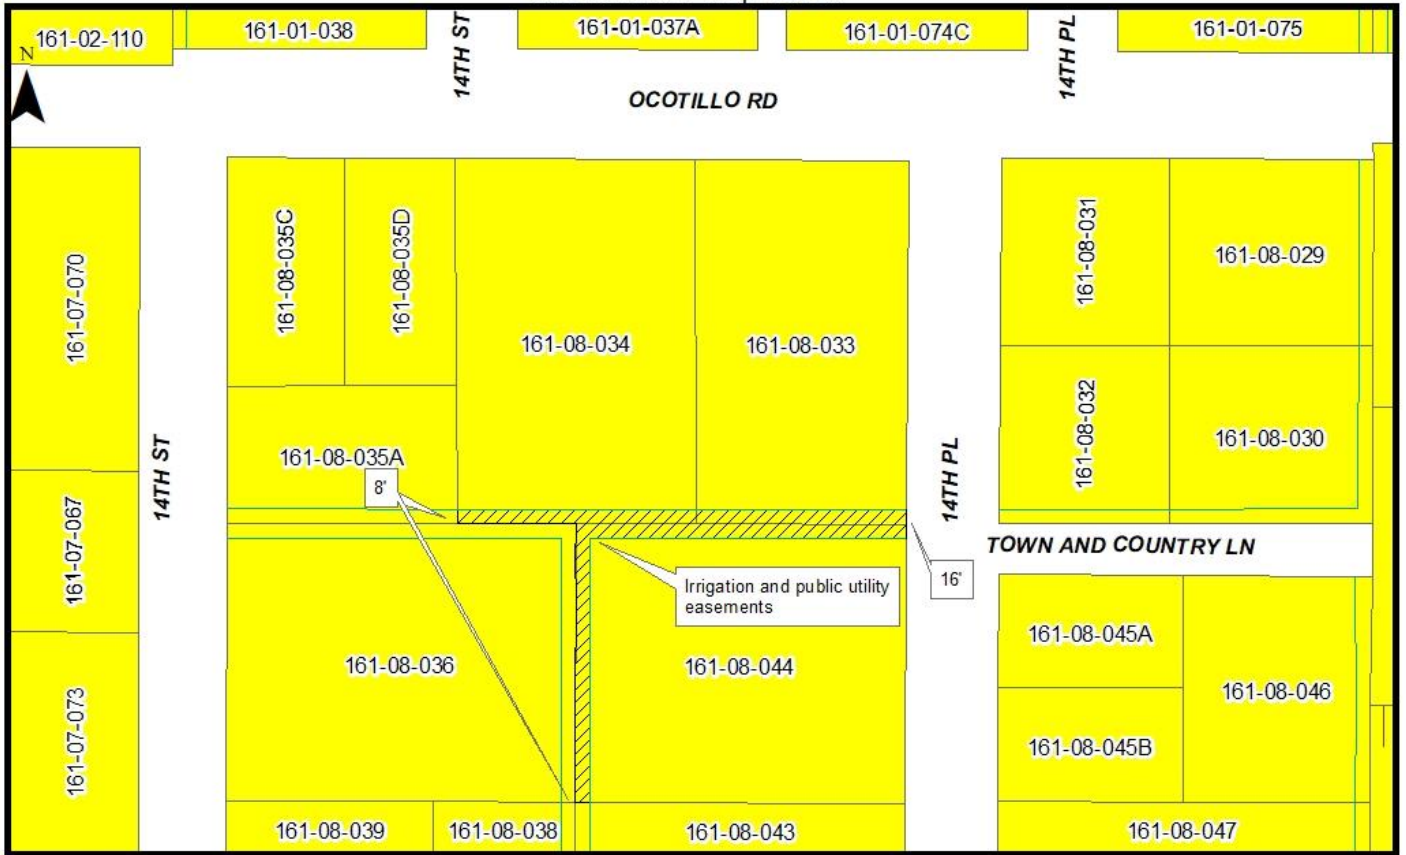 161-02-110
161-01-038
14TH ST
161-01-037A
161-01-074C
14TH PL
161-01-075
N
OCOTILLO RD
161-07-070
161-08-035C
161-08-035D
161-08-034
161-08-033
161-08-031
161-08-029
161-08-032
161-08-030
161-08-035A
8'
14TH ST
14TH PL
TOWN AND COUNTRY LN
161-07-067
Irrigation and public utility
easements
16'
161-08-036
161-08-044
161-08-045A
161-08-046
161-07-073
161-08-045B
161-08-039
161-08-038
161-08-043
161-08-047